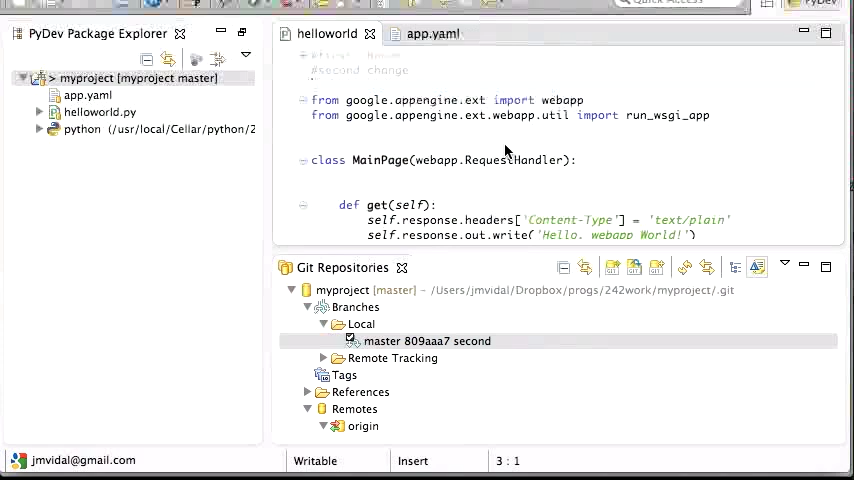 Quick Access
PyDev
PyDev Package Explorer
> myproject [myproject master]
app.yaml
helloworld.py
python (/usr/local/Cellar/python/2
helloworld
app.yaml
#second change
from google.appengine.ext import webapp
from google.appengine.ext.webapp.util import run_wsgi_app
class MainPage(webapp.RequestHandler):
def get(self):
self.response.headers['Content-Type'] = 'text/plain'
self.response.out.write('Hello, webapp World!')
Git Repositories
myproject [master] - /Users/jmvidal/Dropbox/progs/242work/myproject/.git
Branches
Local
master 809aaa7 second
Remote Tracking
Tags
References
Remotes
origin
jmvidal@gmail.com
Writable
Insert
3 : 1